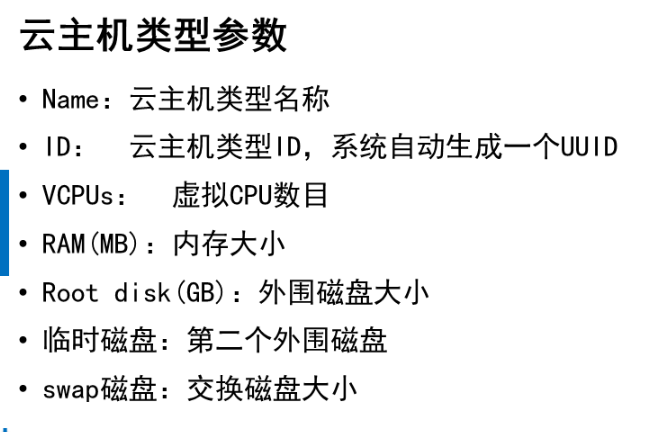 云主机类型参数
• Name：云主机类型名称
• ID： 云主机类型ID，系统自动生成一个UUID
• VCPUs： 虚拟CPU数目
• RAM(MB)：内存大小
• Root disk(GB)：外围磁盘大小
• 临时磁盘：第二个外围磁盘
• swap磁盘：交换磁盘大小